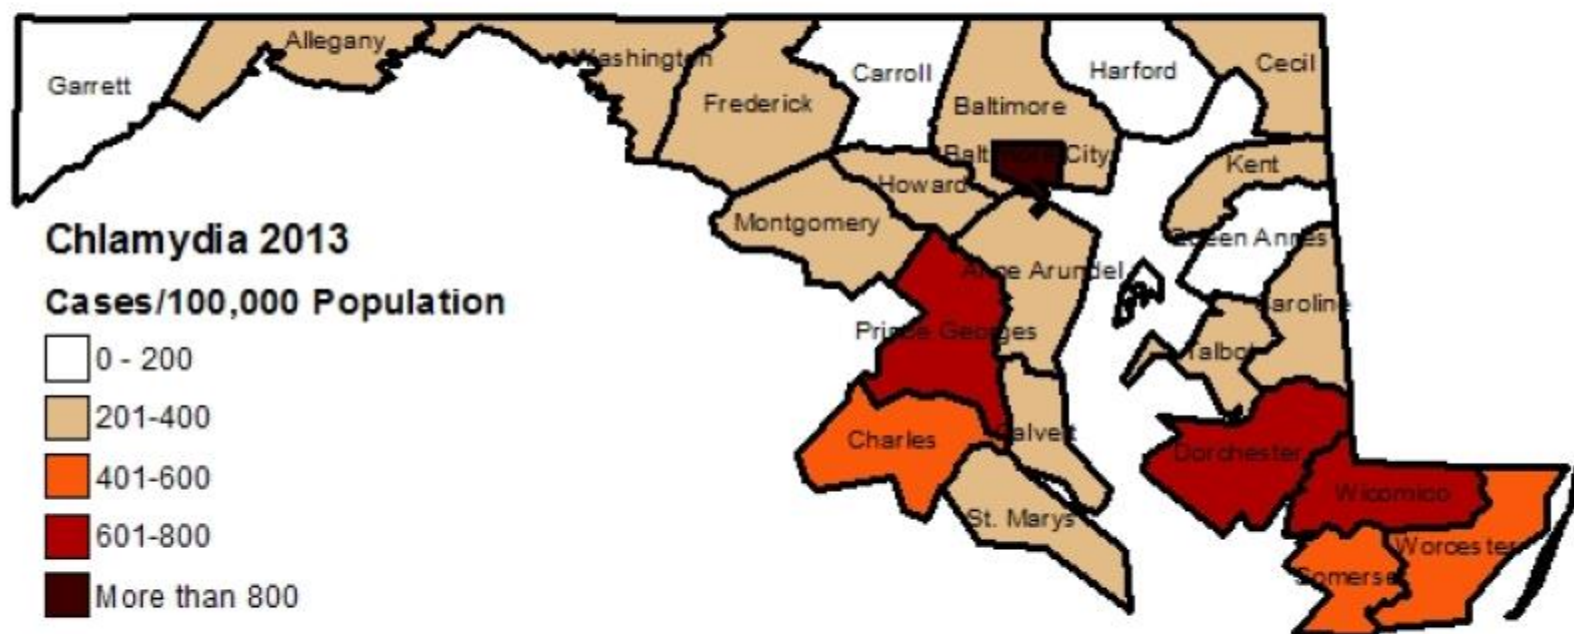 Garrett
Allegany
Washington
Frederick
Carroll
Baltimore
Harford
Cecil
Baltimore City
Kent
Howard
Montgomery
Queen Annes
Anne Arundel
Caroline
Prince Georges
Talbot
Charles
Calvert
Dorchester
Wicomico
St. Marys
Worcester
Somerset
Chlamydia 2013
Cases/100,000 Population
0 - 200
201-400
401-600
601-800
More than 800